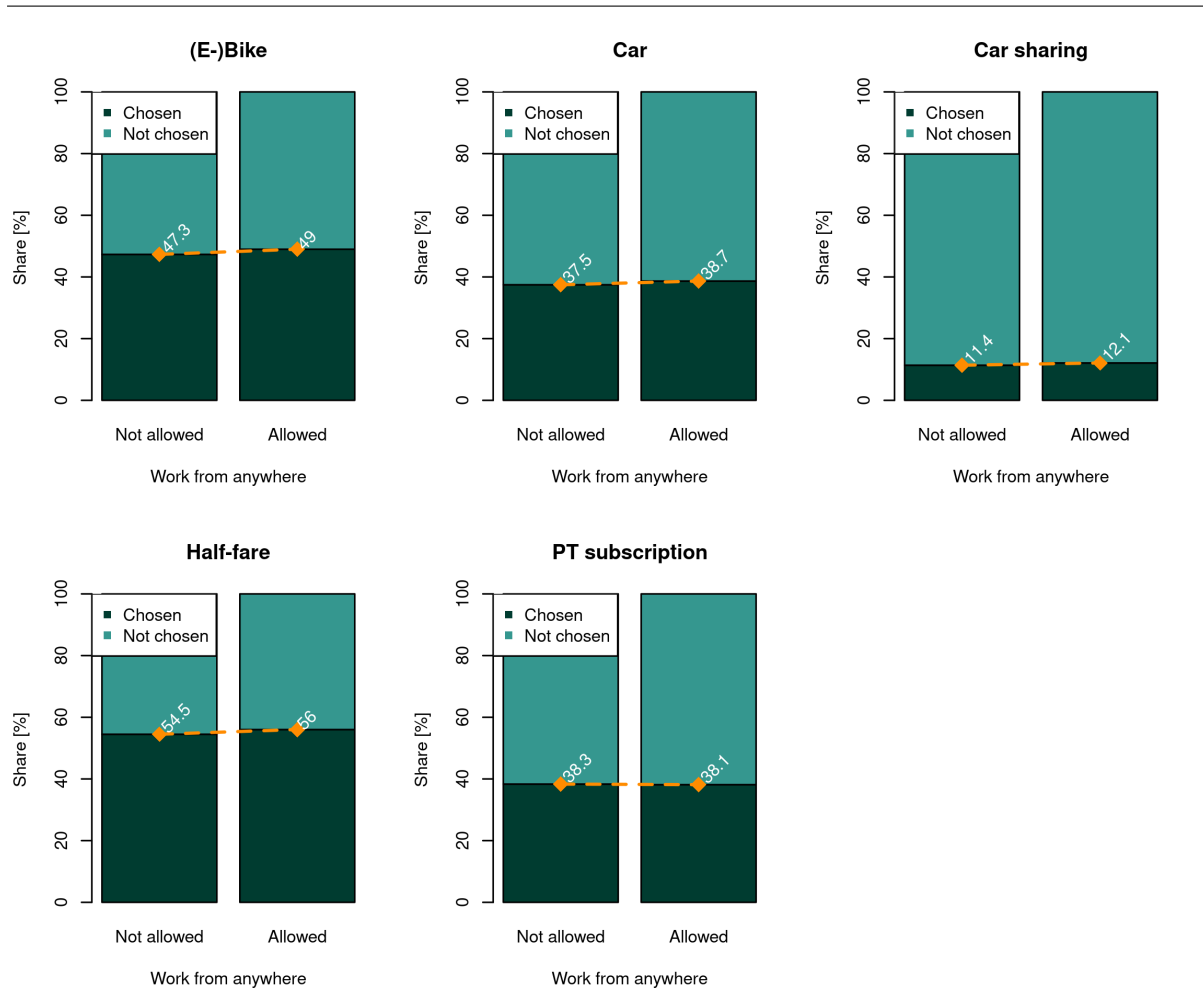 (E-)Bike
Share [%]
100
80
60
40
20
0
Chosen
Not chosen
47.3
49
Not allowed
Allowed
Work from anywhere
Car
Share [%]
100
80
60
40
20
0
Chosen
Not chosen
37.5
38.7
Not allowed
Allowed
Work from anywhere
Car sharing
Share [%]
100
80
60
40
20
0
Chosen
Not chosen
11.4
12.1
Not allowed
Allowed
Work from anywhere
Half-fare
Share [%]
100
80
60
40
20
0
Chosen
Not chosen
54.5
56
Not allowed
Allowed
Work from anywhere
PT subscription
Share [%]
100
80
60
40
20
0
Chosen
Not chosen
38.3
38.1
Not allowed
Allowed
Work from anywhere